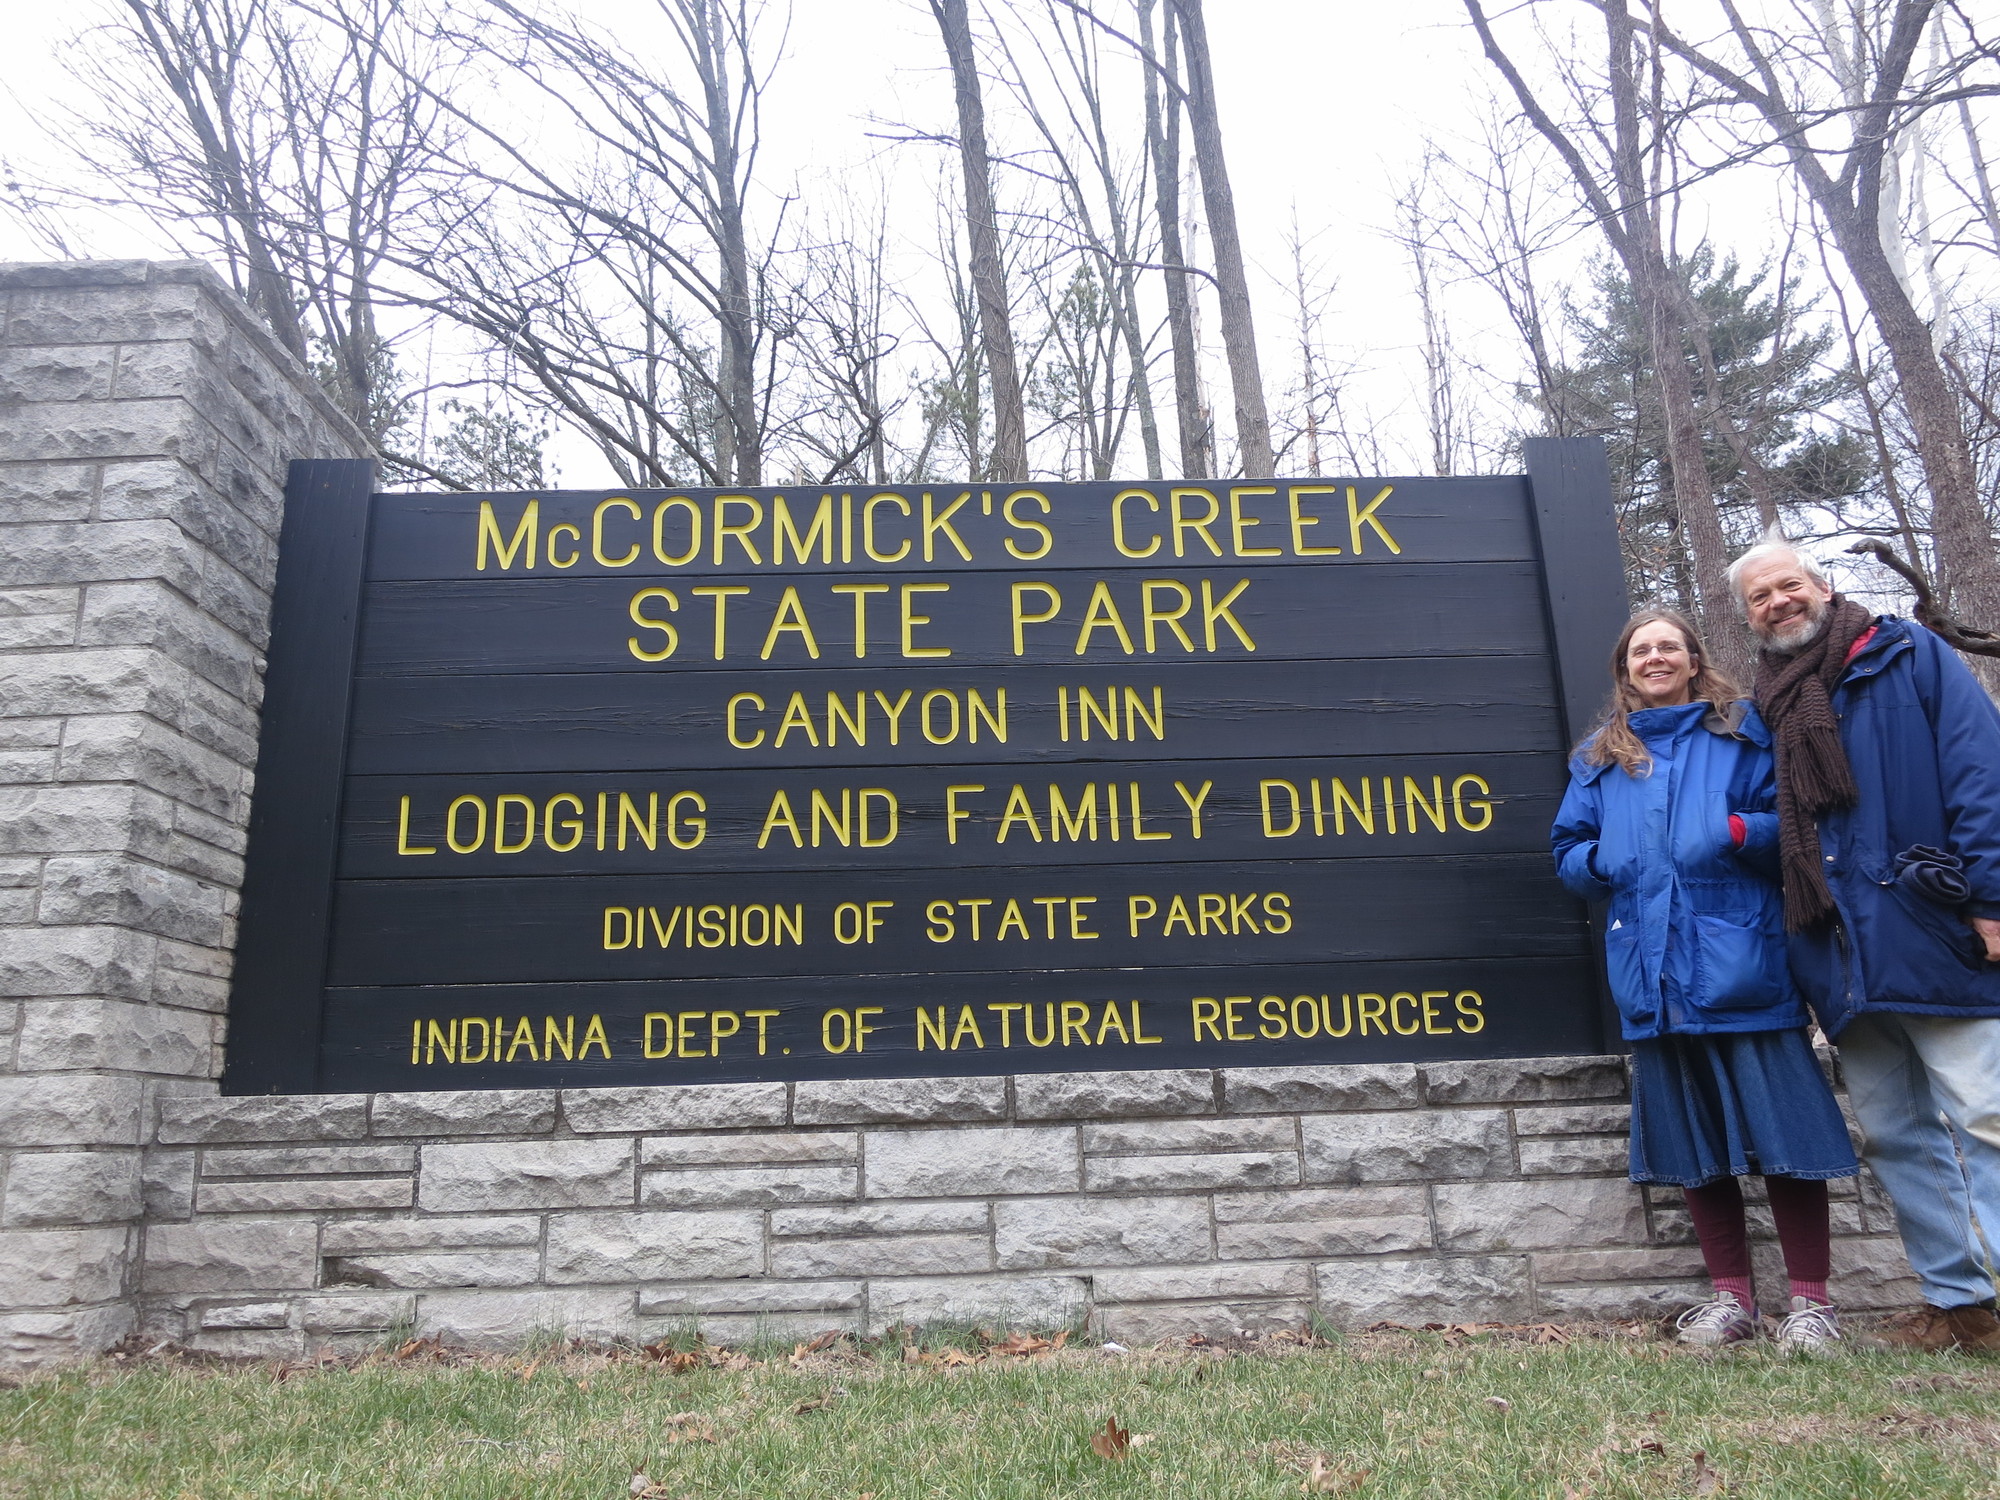 McCORMICK'S CREEK
STATE PARK
CANYON INN
LODGING AND FAMILY DINING
DIVISION OF STATE PARKS
INDIANA DEPT. OF NATURAL RESOURCES